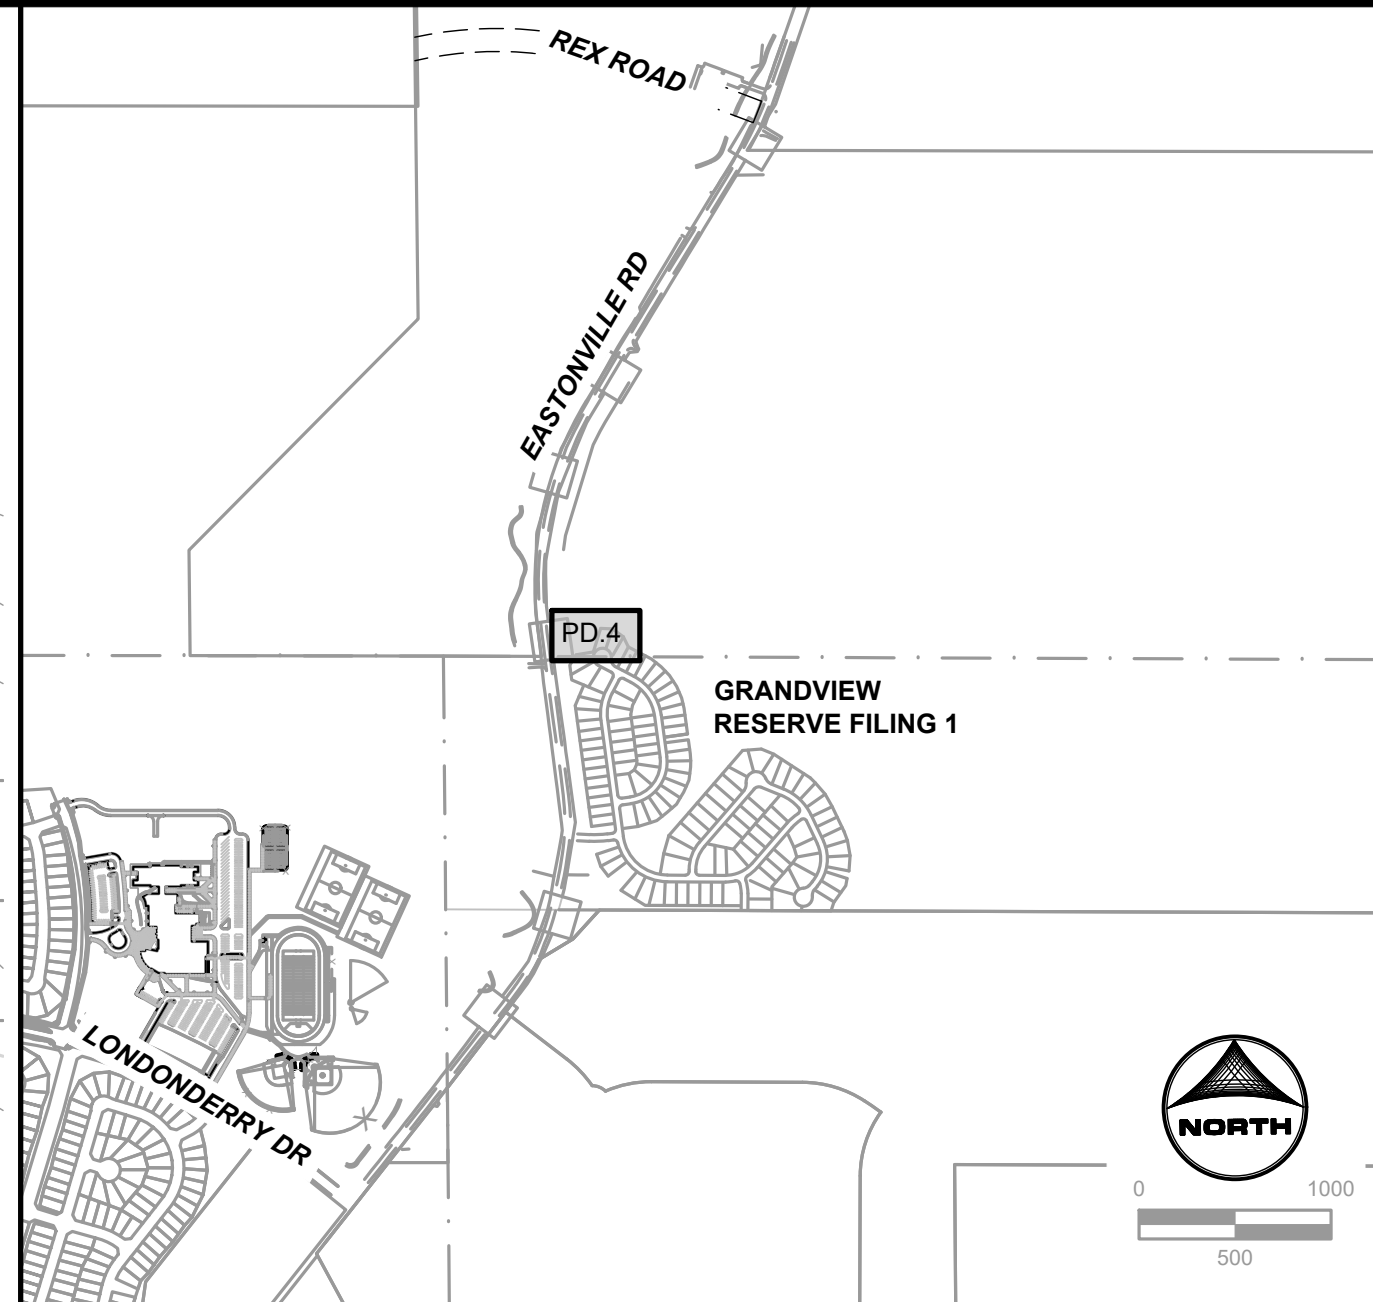 REX ROAD
EASTONVILLE RD
PD.4
GRANDVIEW
RESERVE FILING 1
LONDONDERRY DR
NORTH
0 1000
500